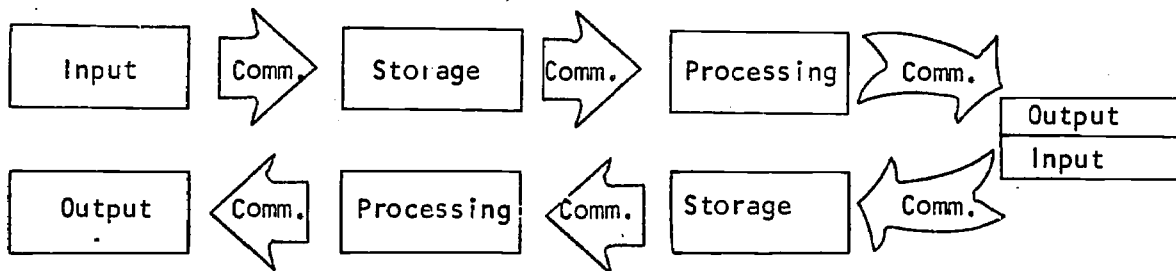 Input Comm. Storage Comm. Processing Comm.
Output
Input
Output Comm. Processing Comm. Storage Comm.